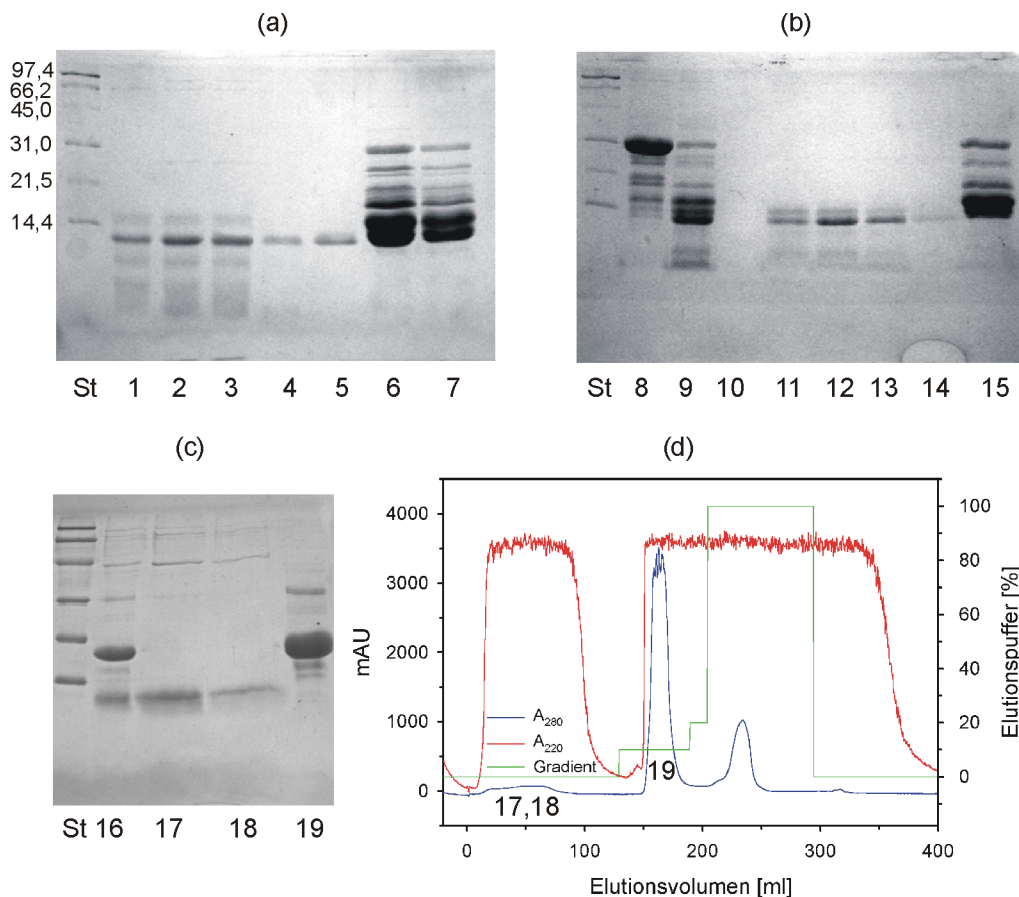 (a)
97,4
66,2
45,0
31,0
21,5
14,4
St 1 2 3 4 5 6 7
(b)
St 8 9 10 11 12 13 14 15
(c)
St 16 17 18 19
(d)
4000
3000
2000
1000
0
mAU
100
80
60
40
20
0
Elutionspuffer [%]
A280
A220
Gradient
17,18
19
0 100 200 300 400
Elutionsvolumen [ml]